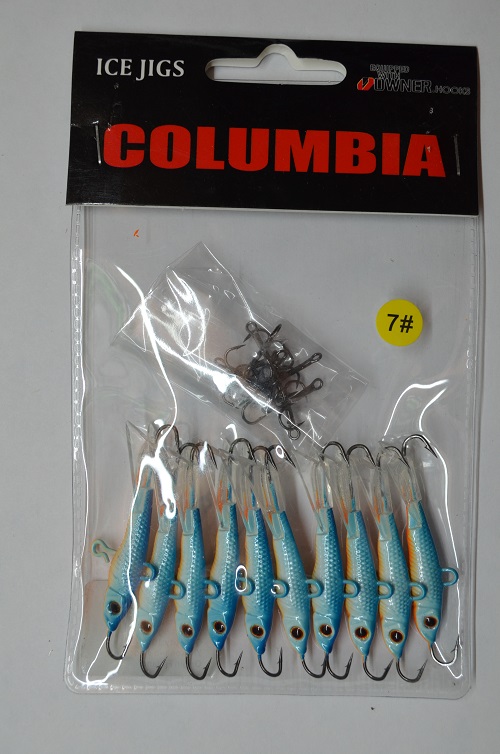 ICE JIGS
EQUIPPED
WITH
OWNER.HOOKS
COLUMBIA
7#